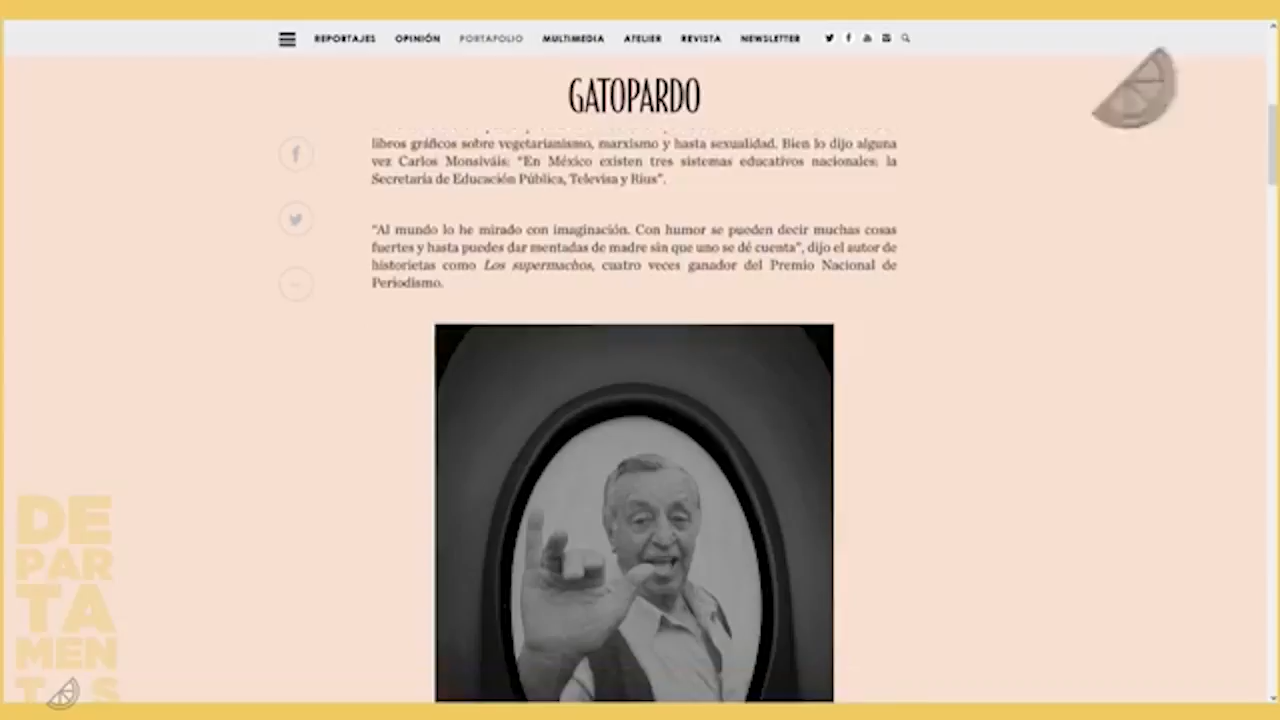 REPORTAJES OPINIÓN PORTAFOLIO MULTIMEDIA ATELIER REVISTA NEWSLETTER
GATOPARDO
libros gráficos sobre vegetarianismo, marxismo y hasta sexualidad. Bien lo dijo alguna
vez Carlos Monsiváis: “En México existen tres sistemas educativos nacionales: la
Secretaría de Educación Pública, Televisa y Rius”.
“Al mundo lo he mirado con imaginación. Con humor se pueden decir muchas cosas
fuertes y hasta puedes dar mentadas de madre sin que uno se dé cuenta”, dijo el autor de
historietas como Los supermachos, cuatro veces ganador del Premio Nacional de
Periodismo.
DE
PAR
TA
MEN
T S